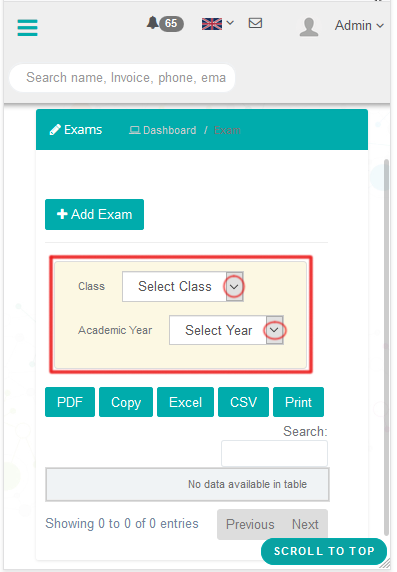 65
Admin
Search name, Invoice, phone, ema
Exams
Dashboard / Exam
+ Add Exam
Class Select Class
Academic Year Select Year
PDF Copy Excel CSV Print
Search:
No data available in table
Showing 0 to 0 of 0 entries Previous Next
SCROLL TO TOP